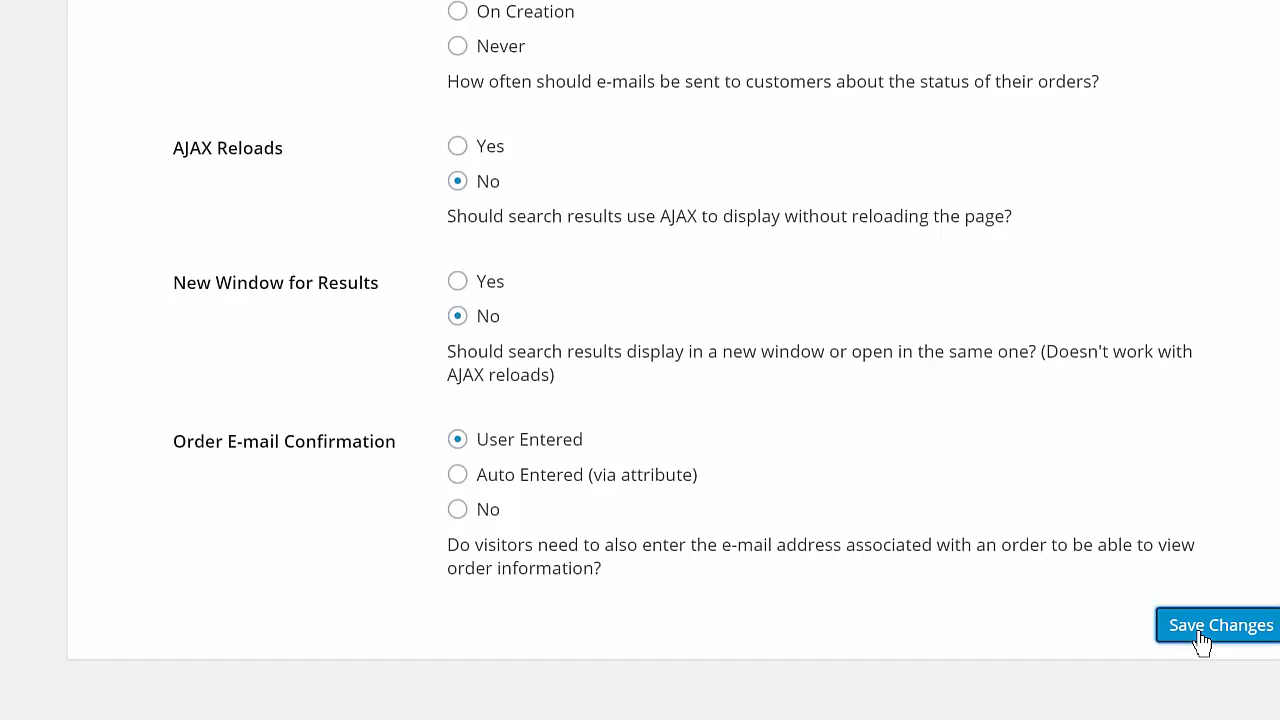 On Creation
Never
How often should e-mails be sent to customers about the status of their orders?
AJAX Reloads
Yes
No
Should search results use AJAX to display without reloading the page?
New Window for Results
Yes
No
Should search results display in a new window or open in the same one? (Doesn't work with
AJAX reloads)
Order E-mail Confirmation
User Entered
Auto Entered (via attribute)
No
Do visitors need to also enter the e-mail address associated with an order to be able to view
order information?
Save Changes